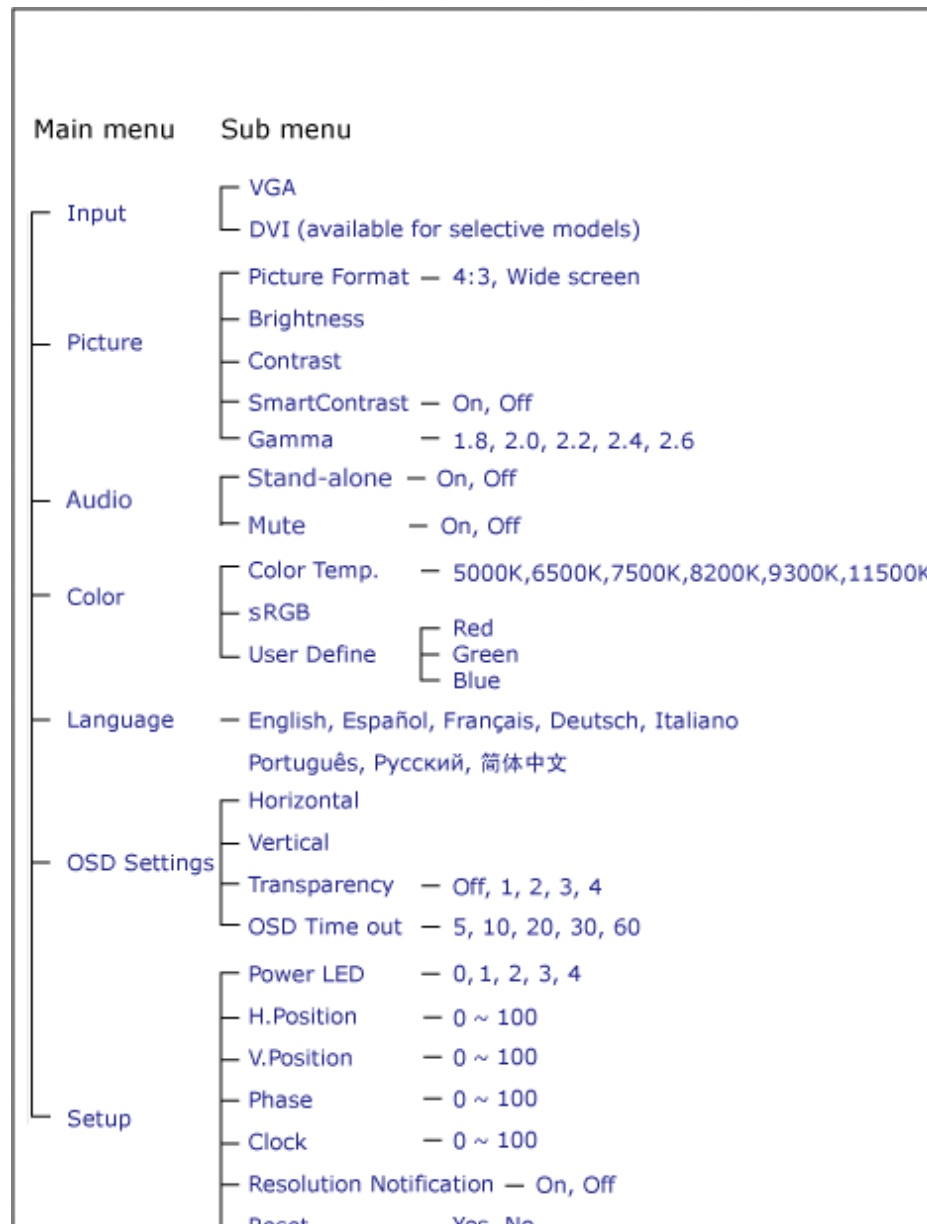 Main menu Sub menu
VGA
Input
DVI (available for selective models)
Picture Format — 4:3, Wide screen
Brightness
Picture
Contrast
SmartContrast — On, Off
Gamma — 1.8, 2.0, 2.2, 2.4, 2.6
Stand-alone — On, Off
Audio
Mute — On, Off
Color Temp. — 5000K,6500K,7500K,8200K,9300K,11500K
Color
sRGB
Red
User Define Green
Blue
Language — English, Español, Français, Deutsch, Italiano
Português, Русский, 简体中文
Horizontal
Vertical
OSD Settings
Transparency — Off, 1, 2, 3, 4
OSD Time out — 5, 10, 20, 30, 60
Power LED — 0, 1, 2, 3, 4
H.Position — 0 ~ 100
V.Position — 0 ~ 100
Phase — 0 ~ 100
Setup
Clock — 0 ~ 100
Resolution Notification — On, Off
Reset Yes, No